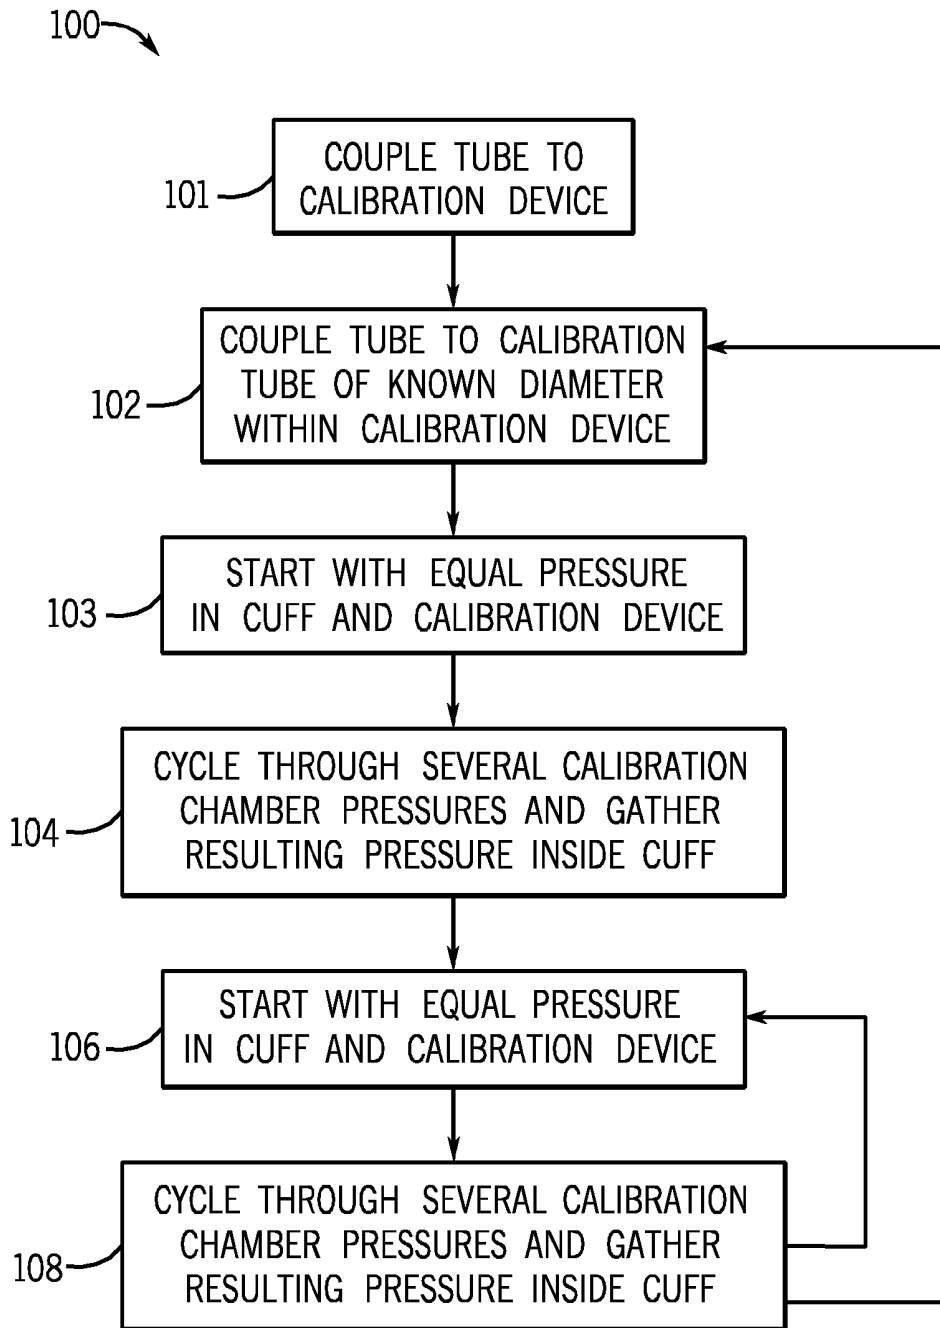 100
COUPLE TUBE TO
CALIBRATION DEVICE
101
COUPLE TUBE TO CALIBRATION
TUBE OF KNOWN DIAMETER
WITHIN CALIBRATION DEVICE
102
START WITH EQUAL PRESSURE
IN CUFF AND CALIBRATION DEVICE
103
CYCLE THROUGH SEVERAL CALIBRATION
CHAMBER PRESSURES AND GATHER
RESULTING PRESSURE INSIDE CUFF
104
START WITH EQUAL PRESSURE
IN CUFF AND CALIBRATION DEVICE
106
CYCLE THROUGH SEVERAL CALIBRATION
CHAMBER PRESSURES AND GATHER
RESULTING PRESSURE INSIDE CUFF
108